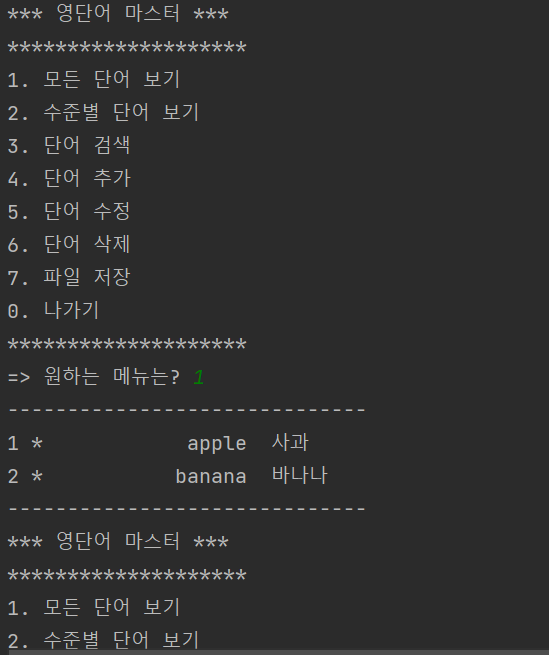 *** 영단어 마스터 ***
********************
1. 모든 단어 보기
2. 수준별 단어 보기
3. 단어 검색
4. 단어 추가
5. 단어 수정
6. 단어 삭제
7. 파일 저장
0. 나가기
********************
=> 원하는 메뉴는? 1
------------------------------
1 *            apple  사과
2 *           banana  바나나
------------------------------
*** 영단어 마스터 ***
********************
1. 모든 단어 보기
2. 수준별 단어 보기